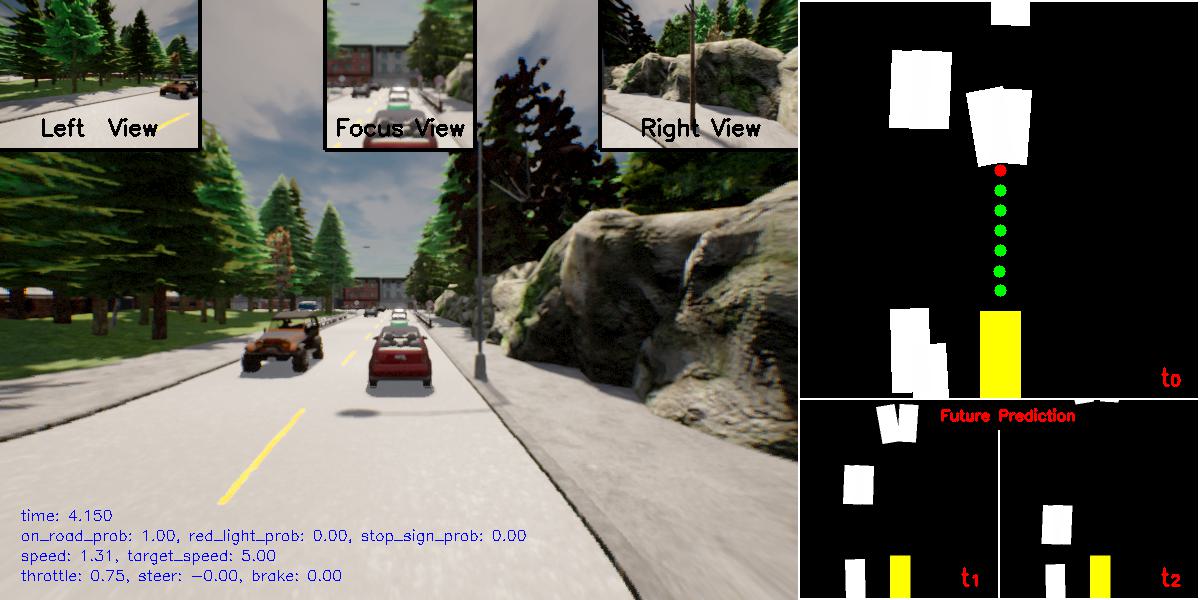 Left View
Focus View
Right View
t0
Future Prediction
t1
t2
time: 4.150
on_road_prob: 1.00, red_light_prob: 0.00, stop_sign_prob: 0.00
speed: 1.31, target_speed: 5.00
throttle: 0.75, steer: -0.00, brake: 0.00